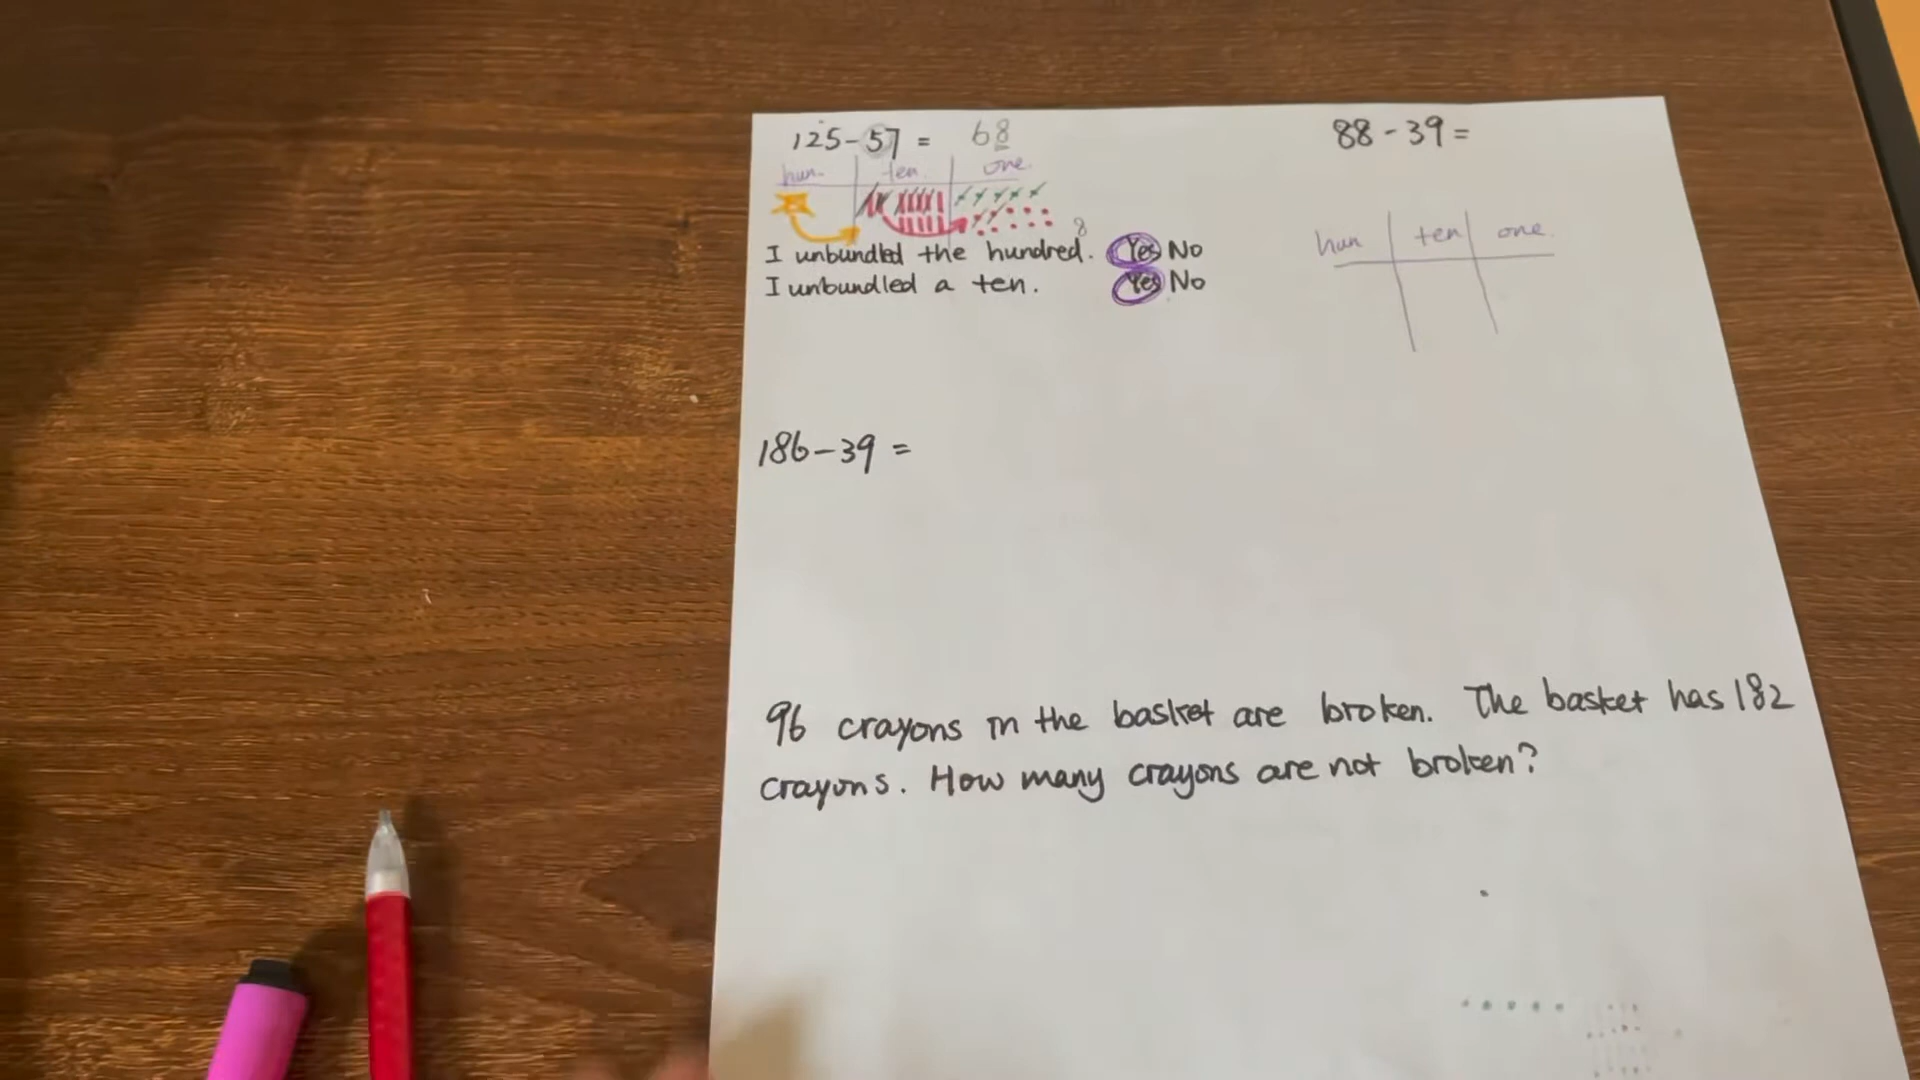 125-57 = 68
hun. ten. one.
8
I unbundled the hundred. Yes No
I unbundled a ten. Yes No
88-39=
hun ten one.
186-39 =
96 crayons in the basket are broken. The basket has 182
crayons. How many crayons are not broken?